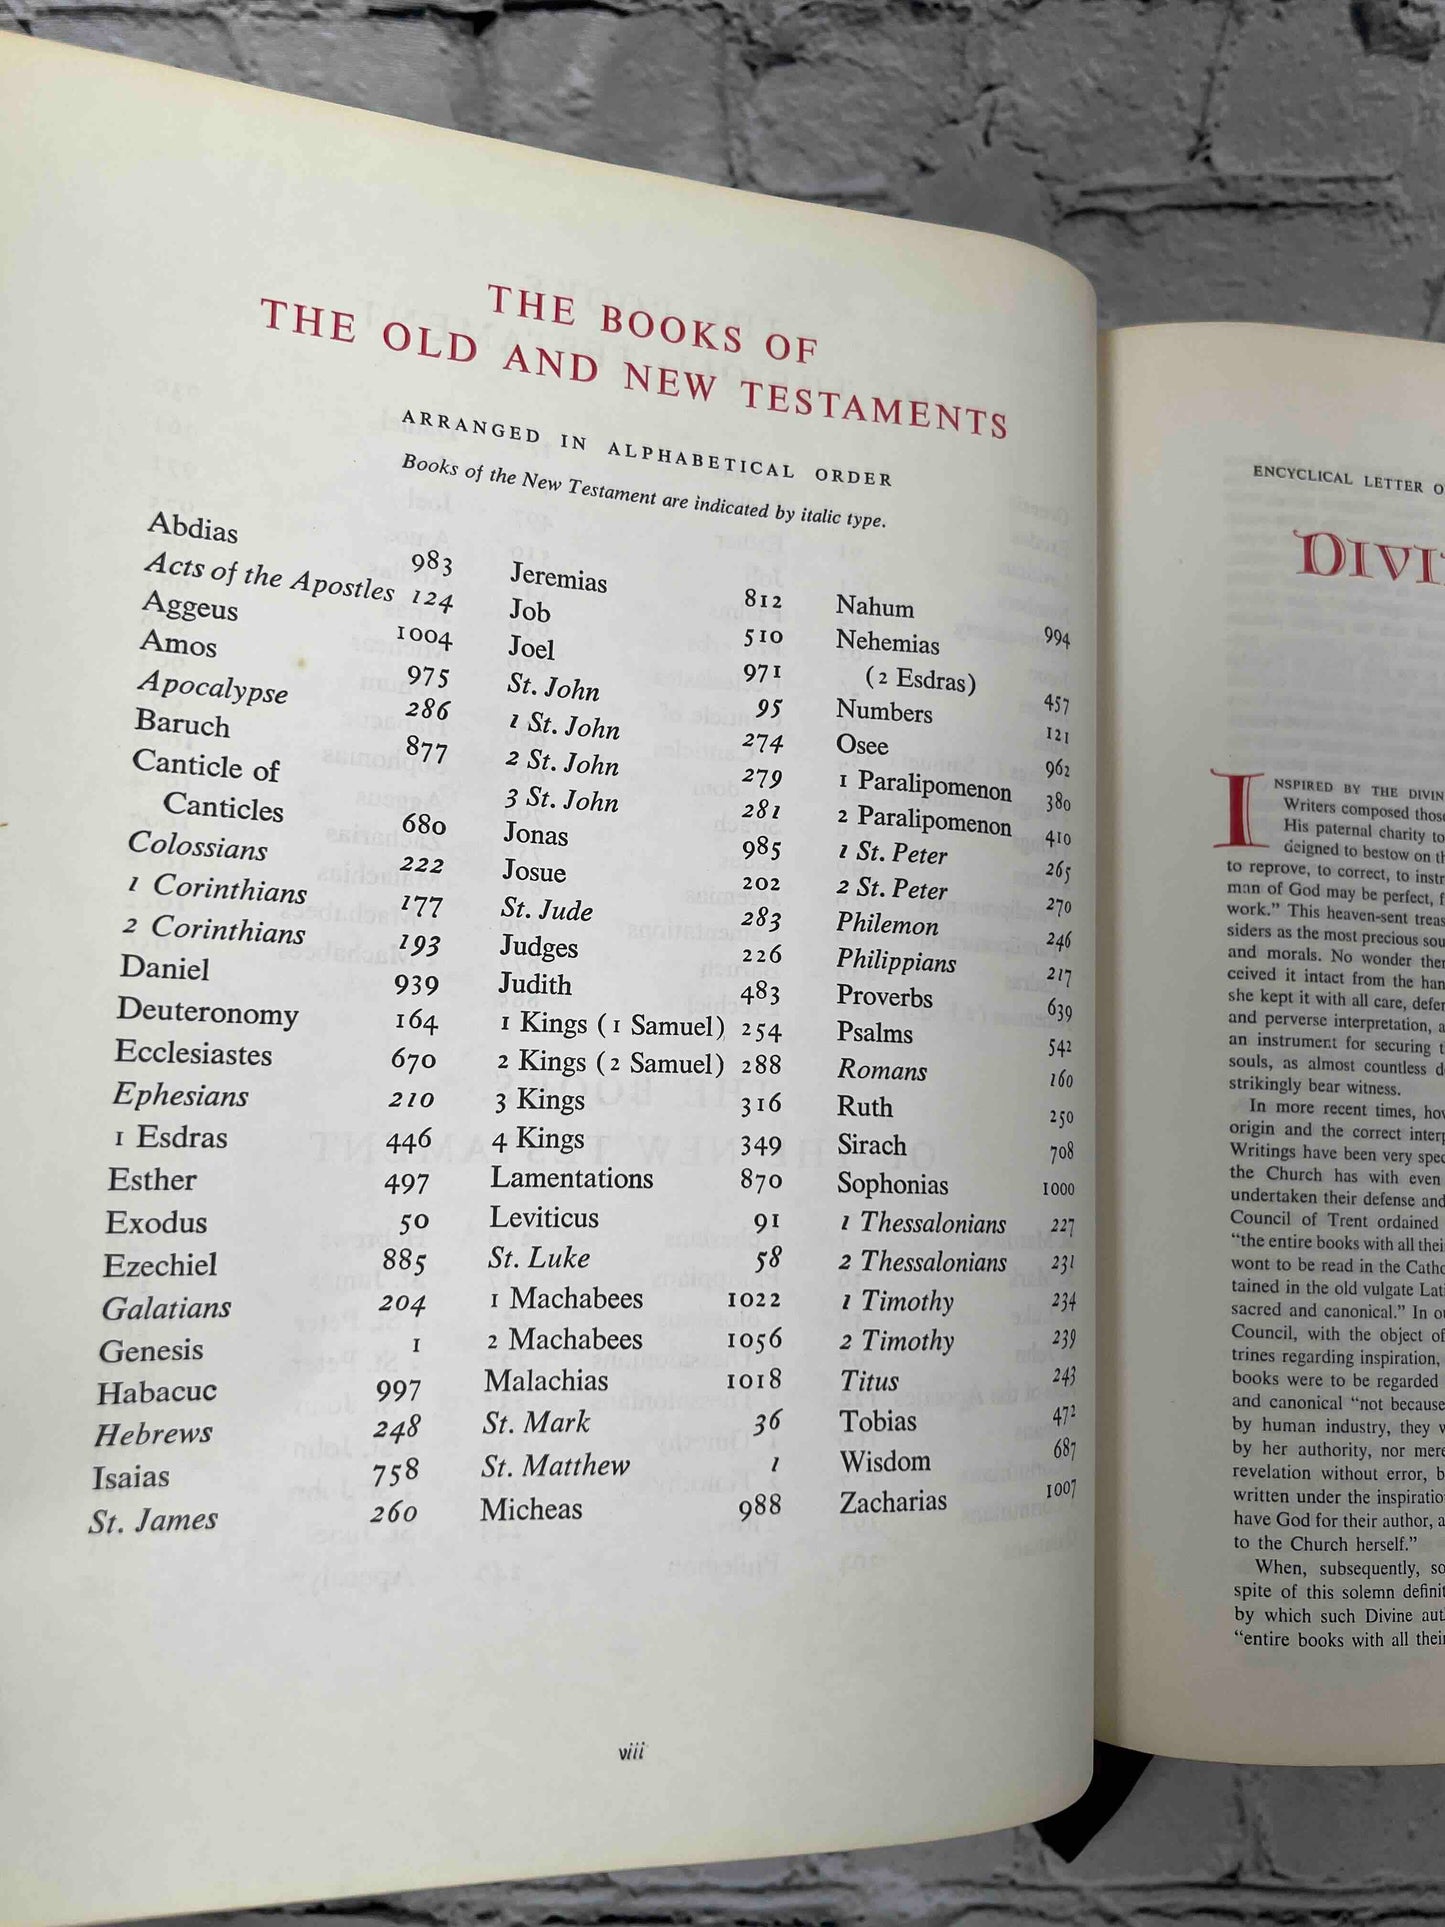 THE BOOKS OF
THE OLD AND NEW TESTAMENTS
ARRANGED IN ALPHABETICAL ORDER
Books of the New Testament are indicated by italic type.
Abdias 983
Acts of the Apostles 124
Aggeus 1004
Amos 975
Apocalypse 286
Baruch 877
Canticle of
Canticles 680
Colossians 222
1 Corinthians 177
2 Corinthians 193
Daniel 939
Deuteronomy 164
Ecclesiastes 670
Ephesians 210
1 Esdras 446
Esther 497
Exodus 50
Ezechiel 885
Galatians 204
Genesis 1
Habacuc 997
Hebrews 248
Isaias 758
St. James 260
Jeremias 812
Job 510
Joel 971
St. John 95
1 St. John 274
2 St. John 279
3 St. John 281
Jonas 985
Josue 202
St. Jude 283
Judges 226
Judith 483
1 Kings (1 Samuel) 254
2 Kings (2 Samuel) 288
3 Kings 316
4 Kings 349
Lamentations 870
Leviticus 91
St. Luke 58
1 Machabees 1022
2 Machabees 1056
Malachias 1018
St. Mark 36
St. Matthew 1
Micheas 988
Nahum 994
Nehemias
(2 Esdras) 457
Numbers 121
Osee 962
1 Paralipomenon 380
2 Paralipomenon 410
1 St. Peter 265
2 St. Peter 270
Philemon 246
Philippians 217
Proverbs 639
Psalms 542
Romans 160
Ruth 250
Sirach 708
Sophonias 1000
1 Thessalonians 227
2 Thessalonians 231
1 Timothy 234
2 Timothy 239
Titus 243
Tobias 472
Wisdom 687
Zacharias 1007
viii
ENCYCLICAL LETTER
DIVI
INSPIRED BY THE DIVIN
Writers composed those
His paternal charity to
deigned to bestow on
to reprove, to correct, to instr
man of God may be perfect,
work." This heaven-sent treas
siders as the most precious sou
and morals. No wonder ther
ceived it intact from the han
she kept it with all care, defen
and perverse interpretation,
an instrument for securing
souls, as almost countless
strikingly bear witness.
In more recent times, how
origin and the correct interp
Writings have been very spec
the Church has with even
undertaken their defense and
Council of Trent ordained
"the entire books with all their
wont to be read in the Catho
tained in the old vulgate Lati
sacred and canonical." In ou
Council, with the object of
trines regarding inspiration,
books were to be regarded
and canonical "not because
by human industry, they
by her authority, nor mere
revelation without error, b
written under the inspiratio
have God for their author, a
to the Church herself."
When, subsequently, so
spite of this solemn definit
by which such Divine aut
"entire books with all their